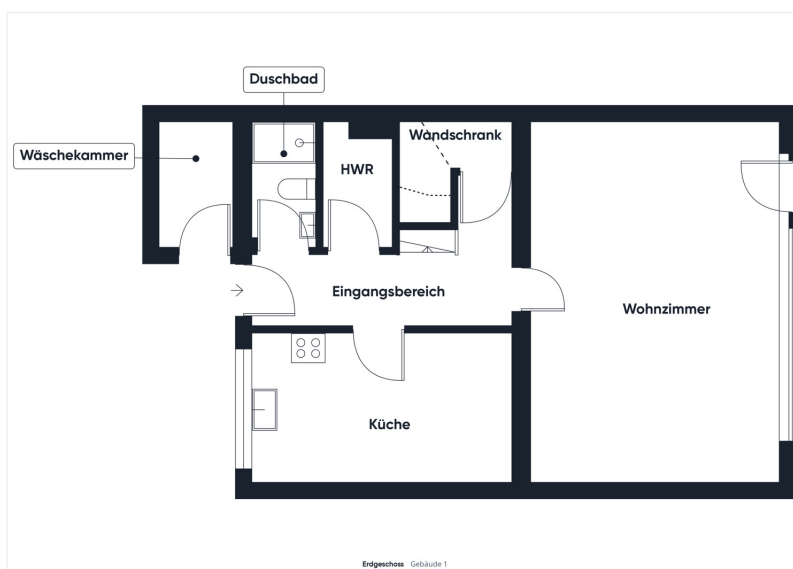 Duschbad
Wäschekammer
Wandschrank
HWR
Eingangsbereich
Wohnzimmer
Küche
Erdgeschoss Gebäude 1